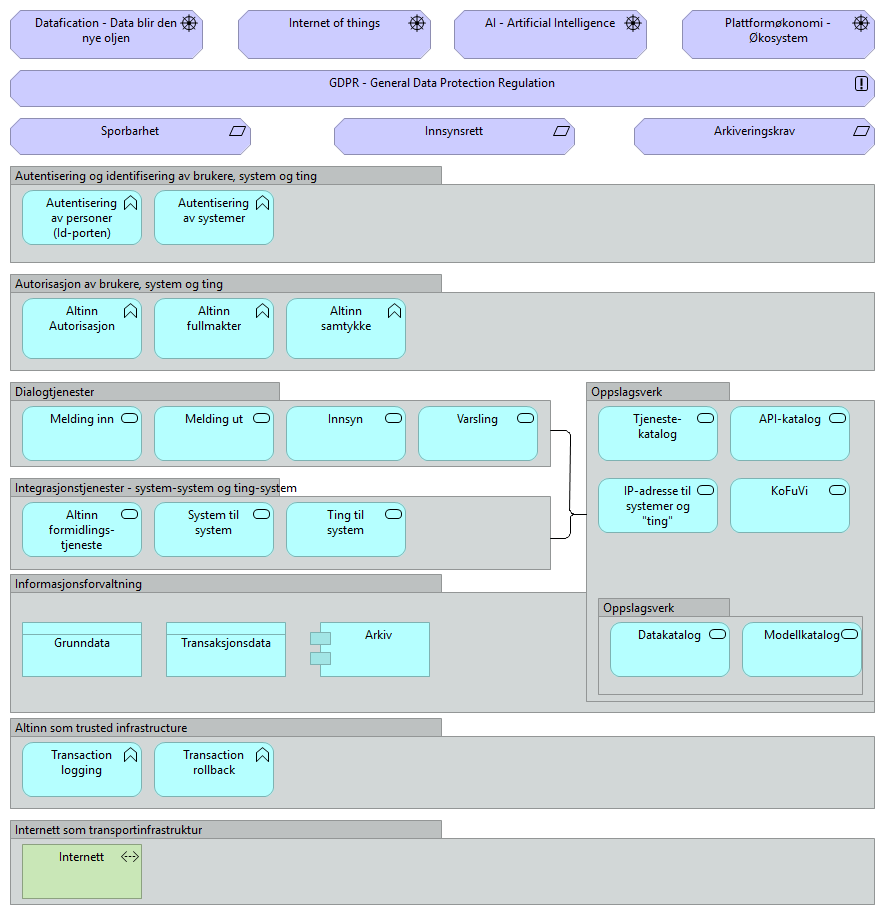 Datafication - Data blir den
nye oljen
Internet of things
AI - Artificial Intelligence
Plattformøkonomi -
Økosystem
GDPR - General Data Protection Regulation
Sporbarhet
Innsynsrett
Arkiveringskrav
Autentisering og identifisering av brukere, system og ting
Autentisering
av personer
(Id-porten)
Autentisering
av systemer
Autorisasjon av brukere, system og ting
Altinn
Autorisasjon
Altinn
fullmakter
Altinn
samtykke
Dialogtjenester
Melding inn
Melding ut
Innsyn
Varsling
Oppslagsverk
Tjeneste-
katalog
API-katalog
IP-adresse til
systemer og
"ting"
KoFuVi
Integrasjonstjenester - system-system og ting-system
Altinn
formidlings-
tjeneste
System til
system
Ting til
system
Informasjonsforvaltning
Grunndata
Transaksjonsdata
Arkiv
Oppslagsverk
Datakatalog
Modellkatalog
Altinn som trusted infrastructure
Transaction
logging
Transaction
rollback
Internett som transportinfrastruktur
Internett